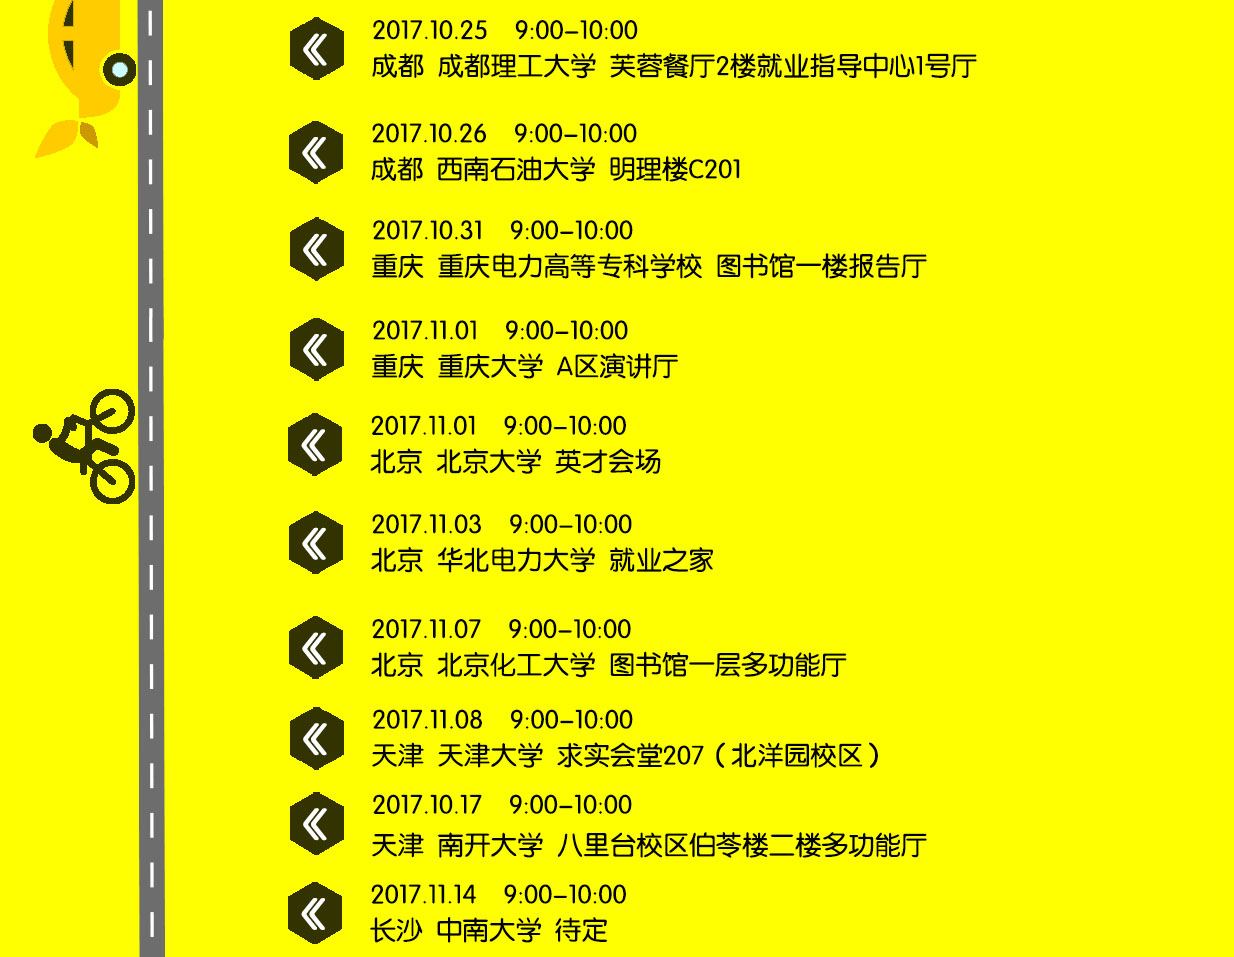 2017.10.25 9:00-10:00
成都 成都理工大学 芙蓉餐厅2楼就业指导中心1号厅
2017.10.26 9:00-10:00
成都 西南石油大学 明理楼C201
2017.10.31 9:00-10:00
重庆 重庆电力高等专科学校 图书馆一楼报告厅
2017.11.01 9:00-10:00
重庆 重庆大学 A区演讲厅
2017.11.01 9:00-10:00
北京 北京大学 英才会场
2017.11.03 9:00-10:00
北京 华北电力大学 就业之家
2017.11.07 9:00-10:00
北京 北京化工大学 图书馆一层多功能厅
2017.11.08 9:00-10:00
天津 天津大学 求实会堂207（北洋园校区）
2017.10.17 9:00-10:00
天津 南开大学 八里台校区伯苓楼二楼多功能厅
2017.11.14 9:00-10:00
长沙 中南大学 待定